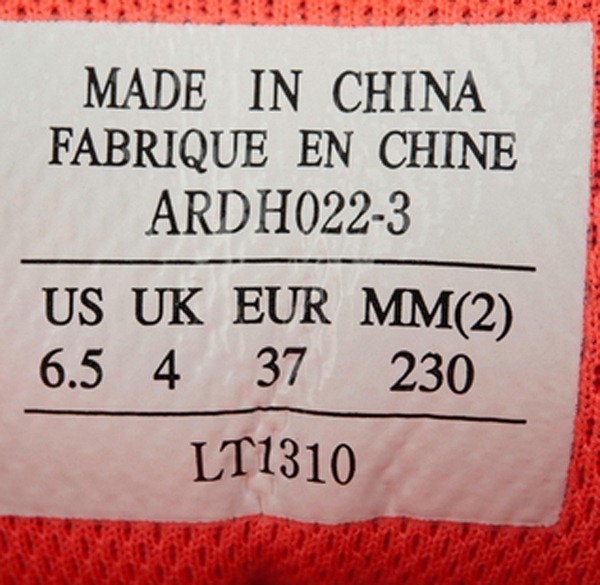 MADE IN CHINA
FABRIQUE EN CHINE
ARDH022-3
US UK EUR MM(2)
6.5 4 37 230
LT1310